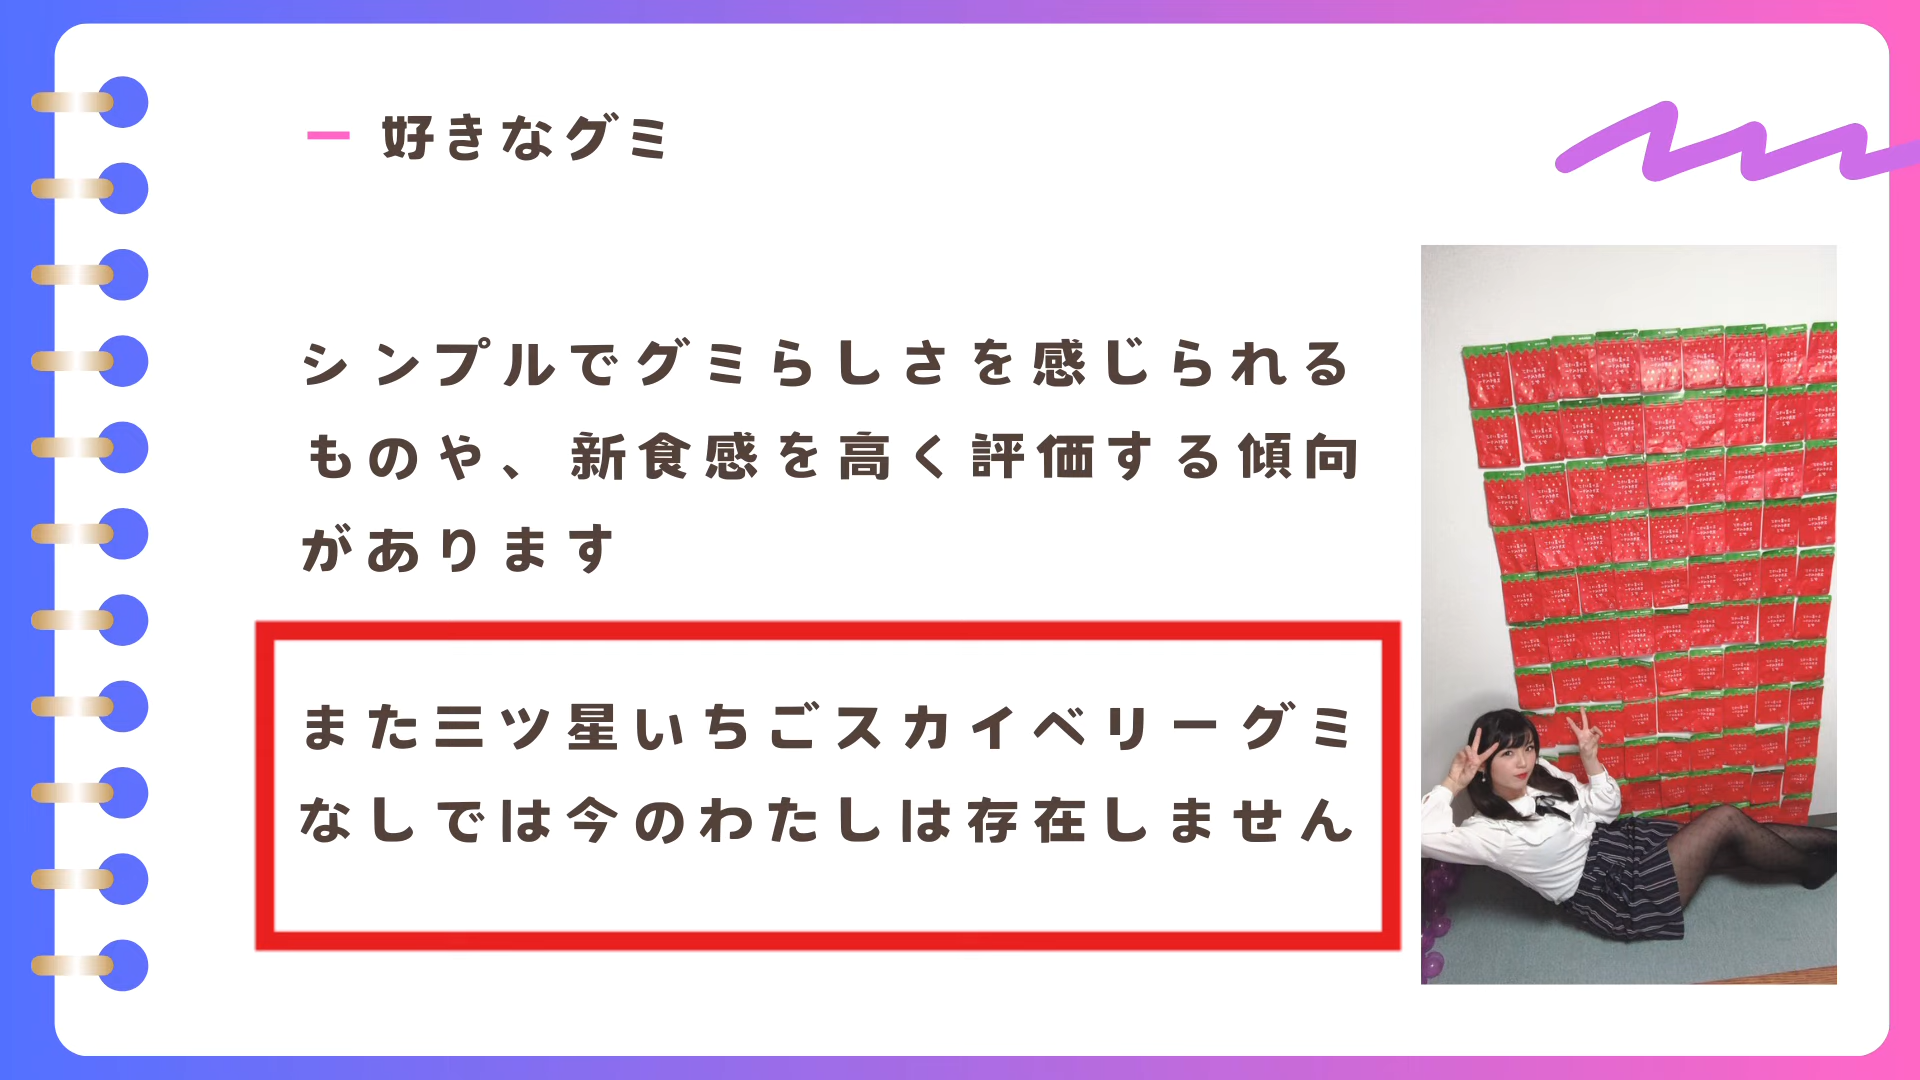 好きなグミ
シンプルでグミらしさを感じられる
ものや、新食感を高く評価する傾向
があります
また三ツ星いちごスカイベリーグミ
なしでは今のわたしは存在しません